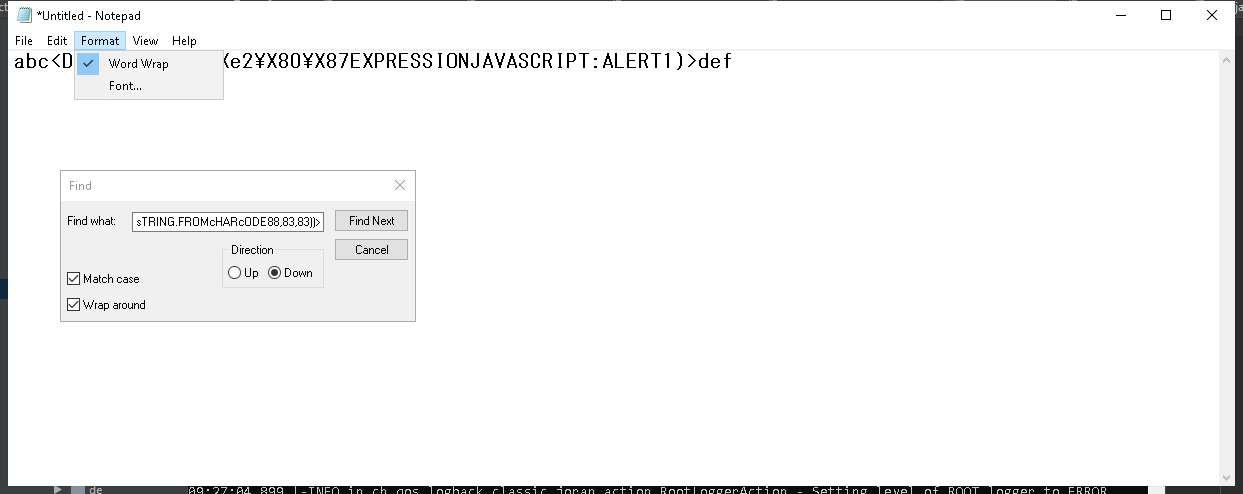 *Untitled - Notepad
File Edit Format View Help
abc<D
Xe2¥X80¥X87EXPRESSIONJAVASCRIPT:ALERT1)>def
Word Wrap
Font...
Find
Find what: sTRING.FROMcHARcODE88,83,83))> Find Next
Direction Cancel
Up Down
Match case
Wrap around
de 09:27:04,899 |-INFO in ch.qos.logback.classic.joran.action.RootLoggerAction - Setting level of ROOT logger to ERROR